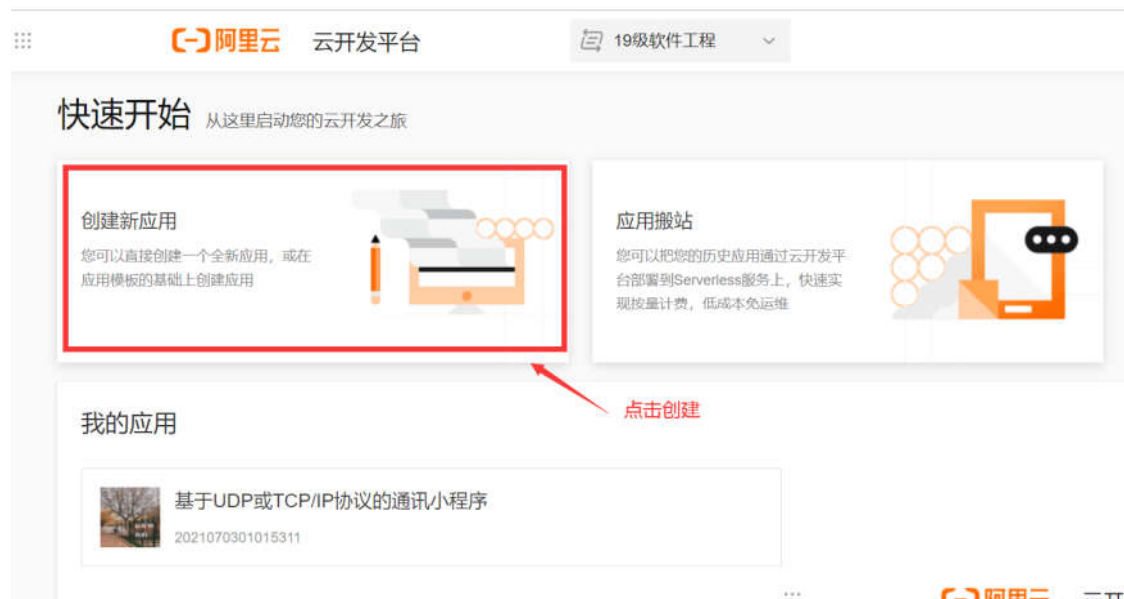 阿里云 云开发平台 19级软件工程
快速开始 从这里启动您的云开发之旅
创建新应用
您可以直接创建一个全新应用，或在
应用模板的基础上创建应用
应用搬站
您可以把您的历史应用通过云开发平
台部署到Serverless服务上，快速实
现按量计费，低成本免运维
点击创建
我的应用
基于UDP或TCP/IP协议的通讯小程序
2021070301015311